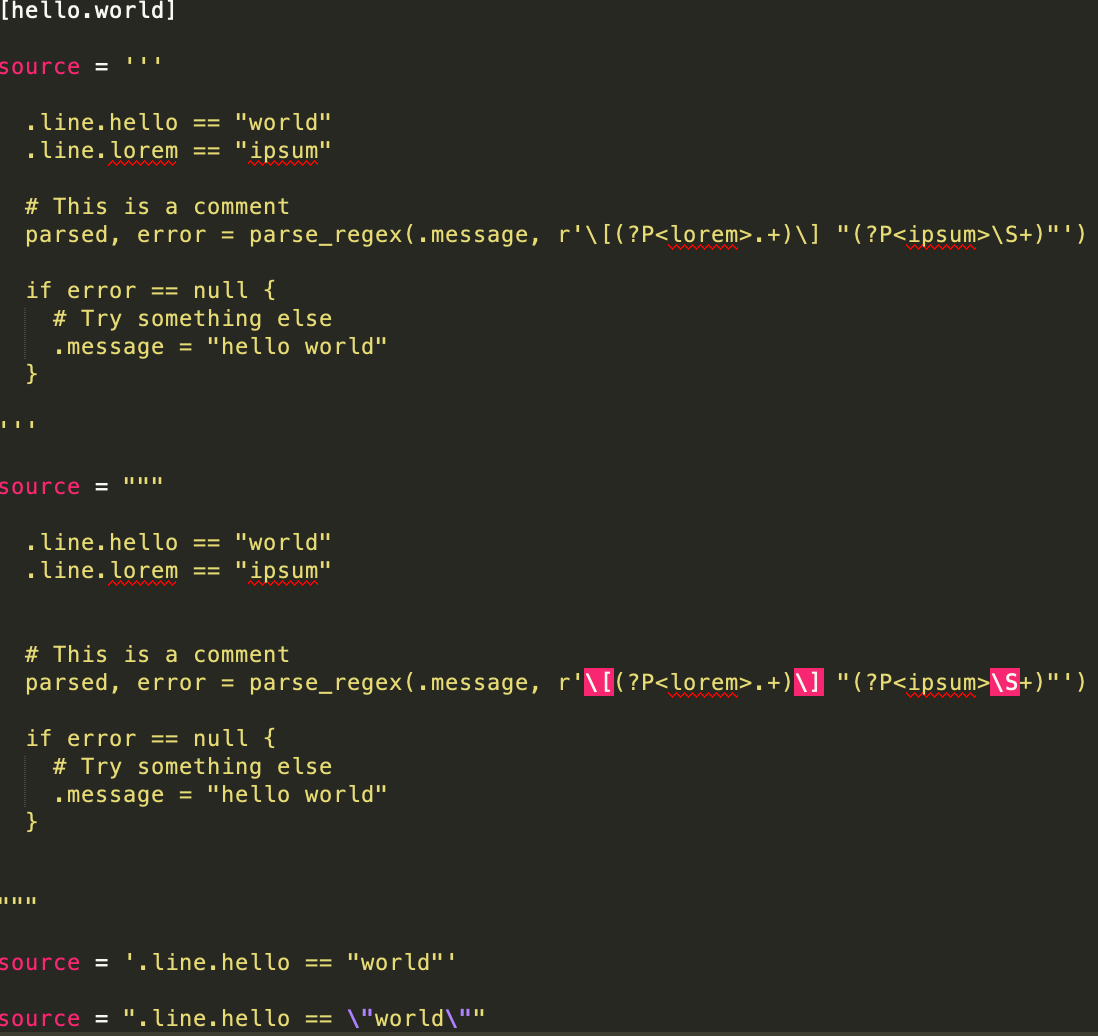 [hello.world]
source = '''
  .line.hello == "world"
  .line.lorem == "ipsum"
  # This is a comment
  parsed, error = parse_regex(.message, r'\[(?P<lorem>.+)\] "(?P<ipsum>\S+)"')
  if error == null {
    # Try something else
    .message = "hello world"
  }
'''
source = """
  .line.hello == "world"
  .line.lorem == "ipsum"
  # This is a comment
  parsed, error = parse_regex(.message, r'\[(?P<lorem>.+)\] "(?P<ipsum>\S+)"')
  if error == null {
    # Try something else
    .message = "hello world"
  }
"""
source = '.line.hello == "world"'
source = ".line.hello == \"world\""